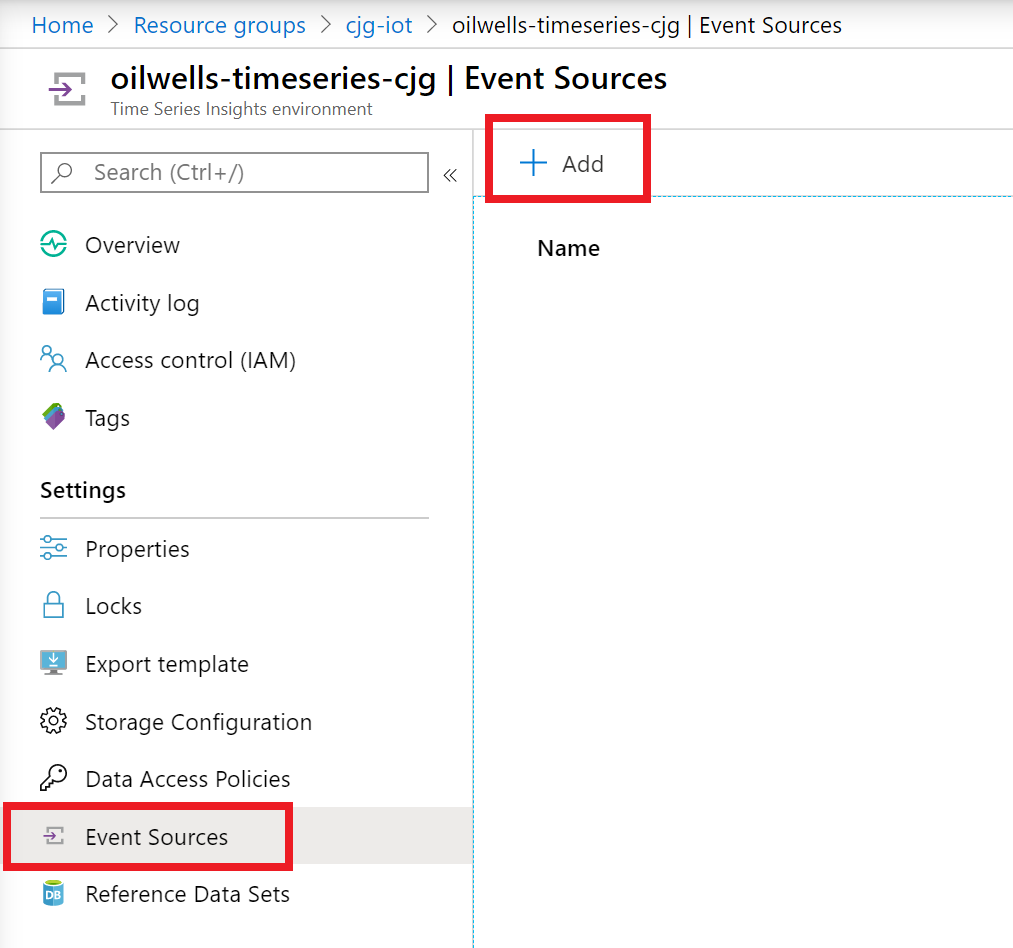 Home > Resource groups > cjg-iot > oilwells-timeseries-cjg | Event Sources
oilwells-timeseries-cjg | Event Sources
Time Series Insights environment
Search (Ctrl+/)
«
+ Add
Name
Overview
Activity log
Access control (IAM)
Tags
Settings
Properties
Locks
Export template
Storage Configuration
Data Access Policies
Event Sources
DB
Reference Data Sets